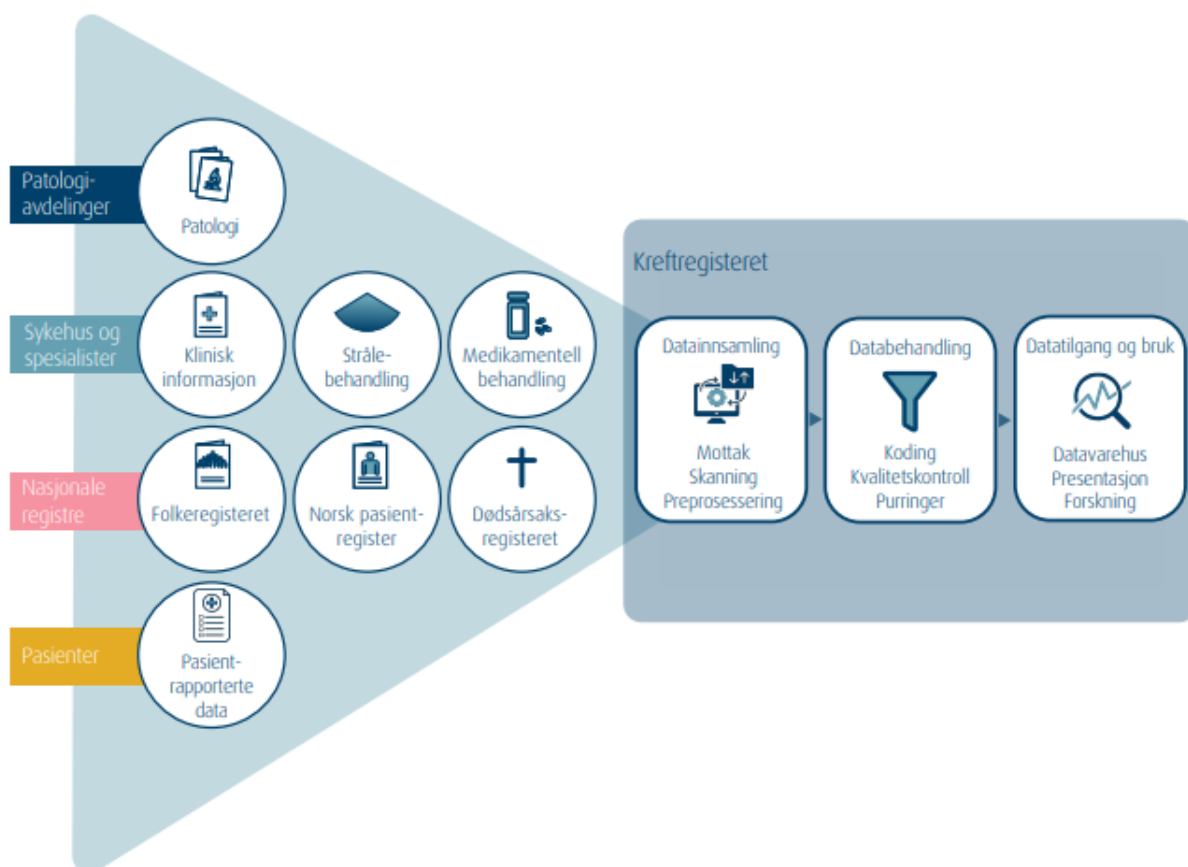 Patologi-
avdelinger
Patologi
Sykehus og
spesialister
Klinisk
informasjon
Stråle-
behandling
Medikamentell
behandling
Nasjonale
registre
Folkeregisteret
Norsk pasient-
register
Dødsårsaks-
registeret
Pasienter
Pasient-
rapporterte
data
Kreftregisteret
Datainnsamling
Mottak
Skanning
Preprosessering
Databehandling
Koding
Kvalitetskontroll
Purringer
Datatilgang og bruk
Datavarehus
Presentasjon
Forskning